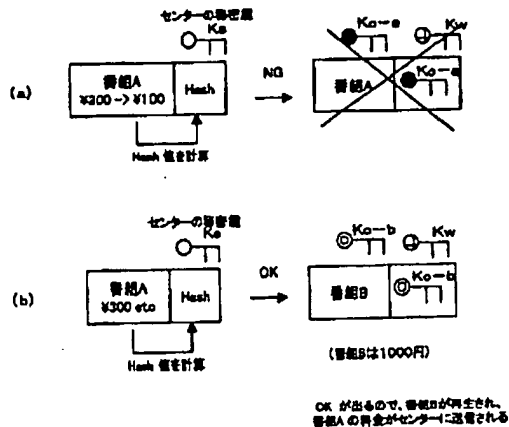 センターの秘密鍵
Ks
Ko-a
Kw
(a)
番組A
¥300 -> ¥100
Hash
NG
番組A
Ko-a
Hash 値を計算
センターの秘密鍵
Ks
Ko-b
Kw
(b)
番組A
¥300 etc
Hash
OK
番組B
Ko-b
Hash 値を計算
(番組Bは1000円)
OK が出るので、番組Bが再生され、
番組A の料金がセンターに送信される